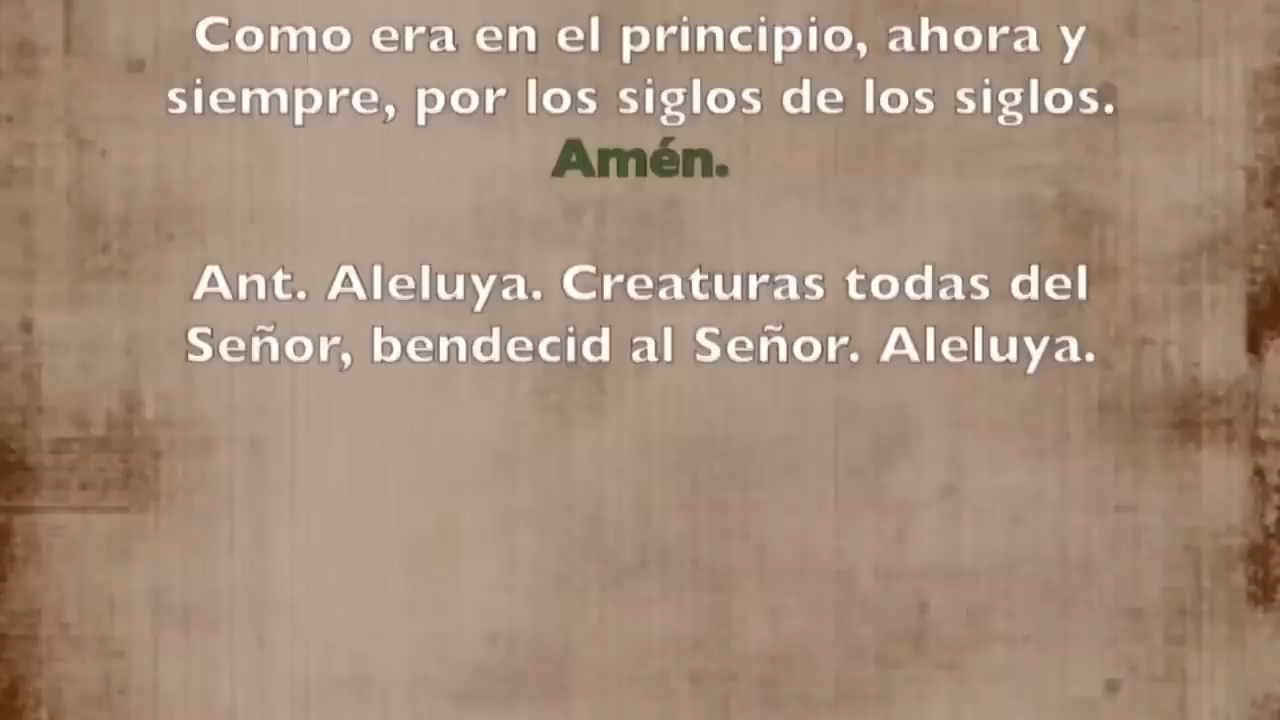 Como era en el principio, ahora y
siempre, por los siglos de los siglos.
Amén.
Ant. Aleluya. Creaturas todas del
Señor, bendecid al Señor. Aleluya.